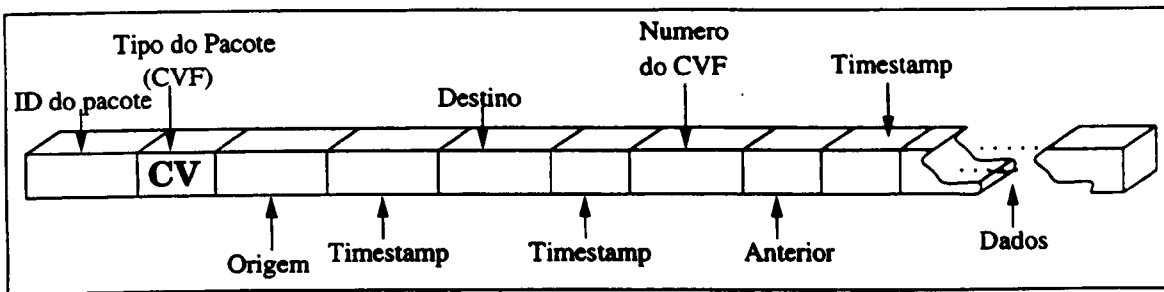 Tipo do Pacote
(CVF)
Numero
do CVF
Timestamp
ID do pacote
Destino
CV
Origem
Timestamp
Timestamp
Anterior
Dados